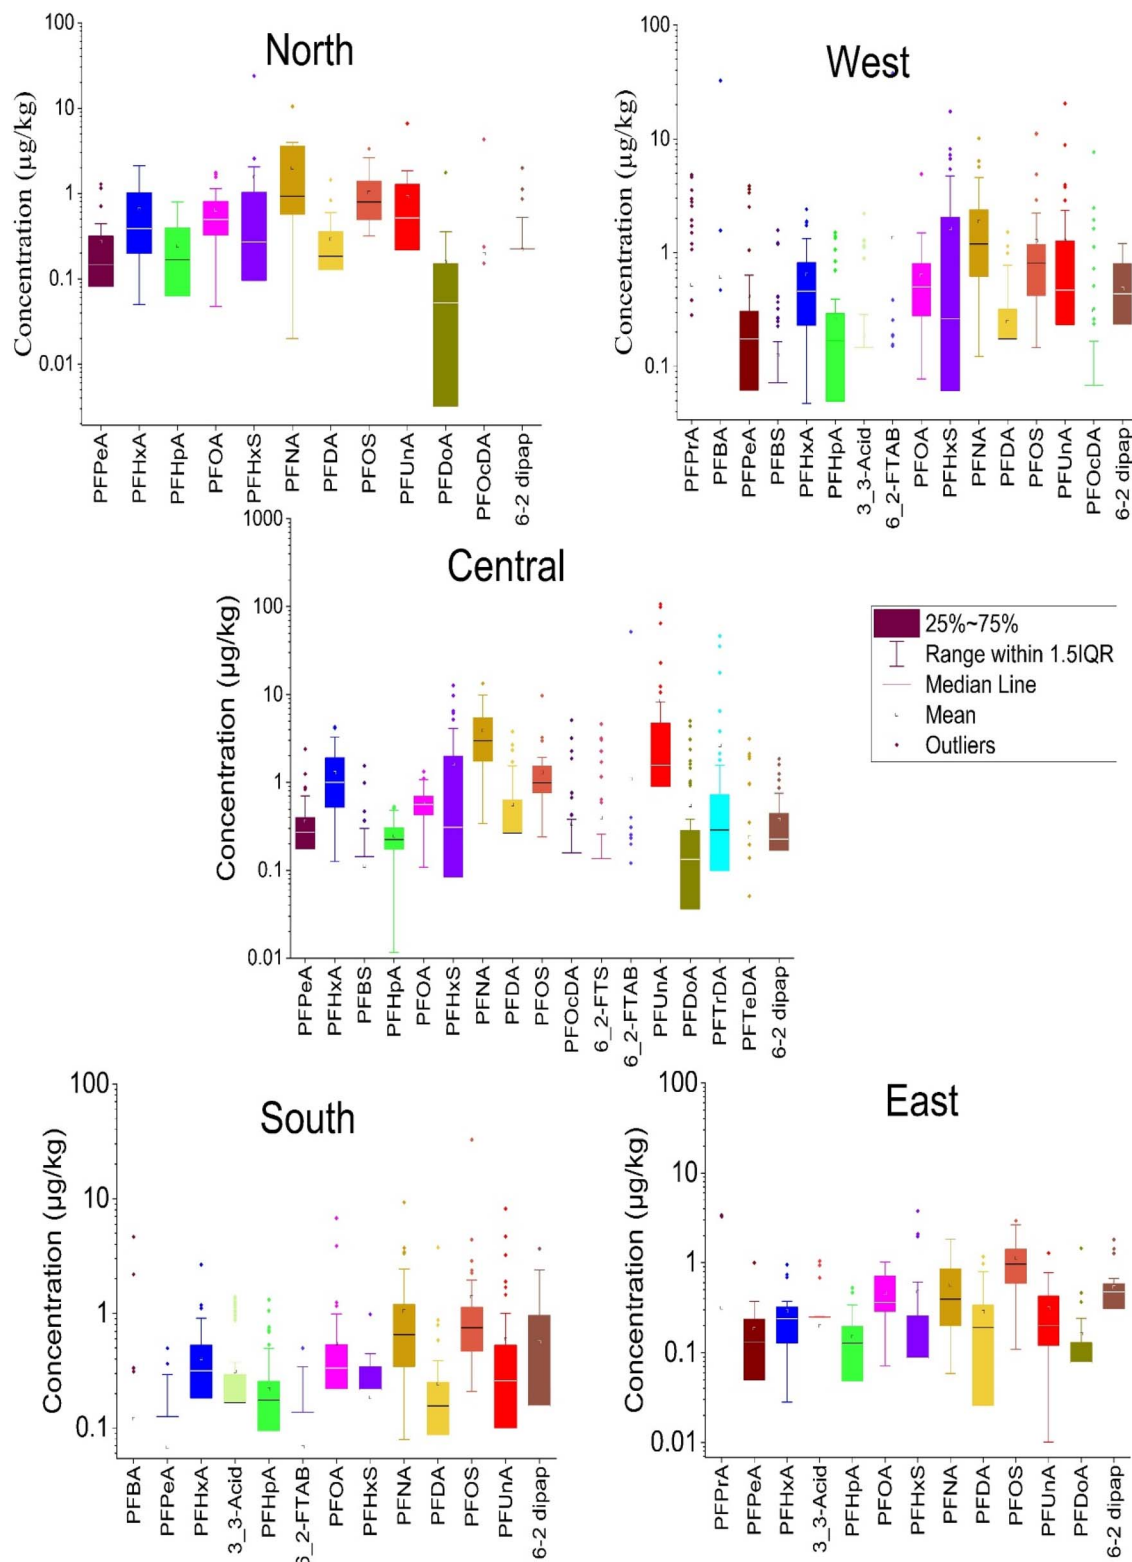 North
Concentration (µg/kg)
100
10
1
0.1
0.01
PFPeA
PFHxA
PFHpA
PFOA
PFHxS
PFNA
PFDA
PFOS
PFUnA
PFDoA
PFOcDA
6-2 dipap
West
Concentration (µg/kg)
100
10
1
0.1
PFPrA
PFBA
PFPeA
PFBS
PFHxA
PFHpA
3_3-Acid
6_2-FTAB
PFOA
PFHxS
PFNA
PFDA
PFOS
PFUnA
PFOcDA
6-2 dipap
Central
Concentration (µg/kg)
1000
100
10
1
0.1
0.01
PFPeA
PFHxA
PFBS
PFHpA
PFOA
PFHxS
PFNA
PFDA
PFOS
PFOcDA
6_2-FTS
6_2-FTAB
PFUnA
PFDoA
PFTrDA
PFTeDA
6-2 dipap
25%~75%
Range within 1.5IQR
Median Line
Mean
Outliers
South
Concentration (µg/kg)
100
10
1
0.1
PFBA
PFPeA
PFHxA
3_3-Acid
PFHpA
6_2-FTAB
PFOA
PFHxS
PFNA
PFDA
PFOS
PFUnA
6-2 dipap
East
Concentration (µg/kg)
100
10
1
0.1
0.01
PFPrA
PFPeA
PFHxA
3_3-Acid
PFHpA
PFOA
PFHxS
PFNA
PFDA
PFOS
PFUnA
PFDoA
6-2 dipap